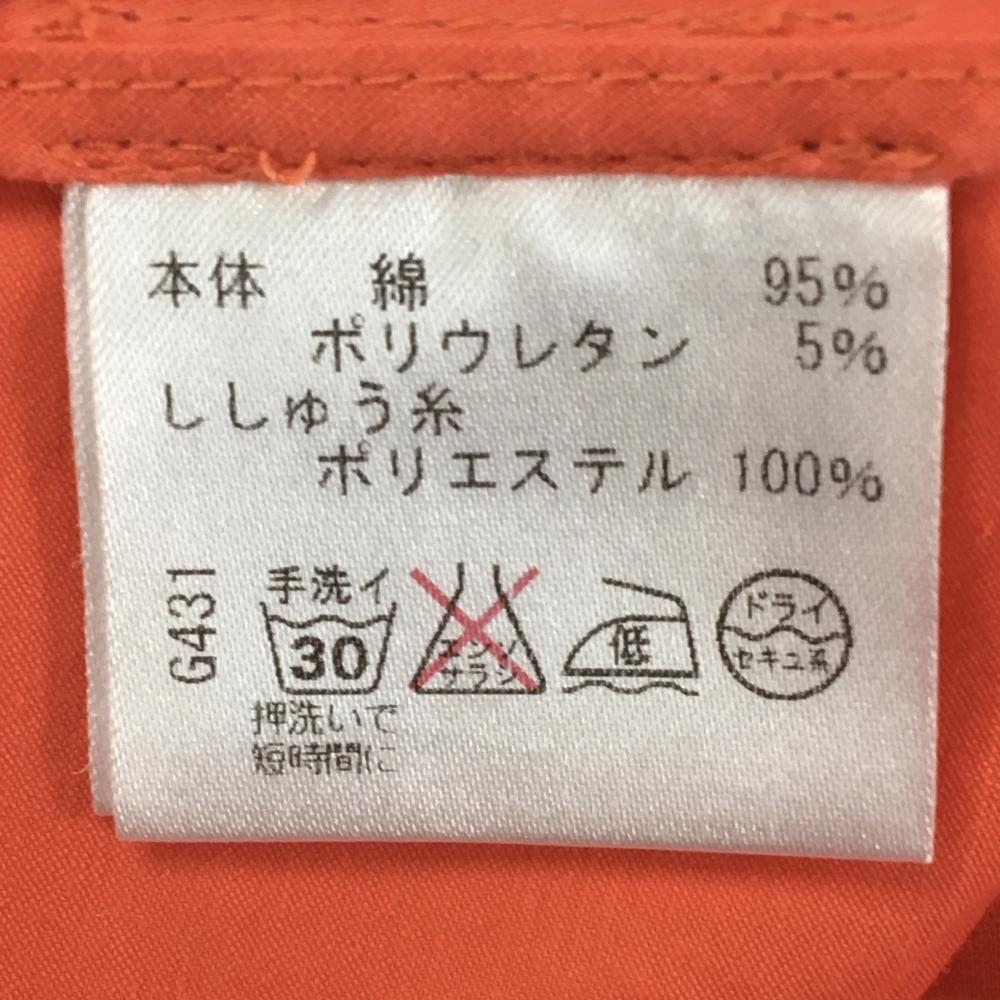 本体 綿 95%
ポリウレタン 5%
ししゅう糸
ポリエステル 100%
G431
手洗イ
30
押洗いで
短時間に
エンソ
サラシ
低
ドライ
セキユ系